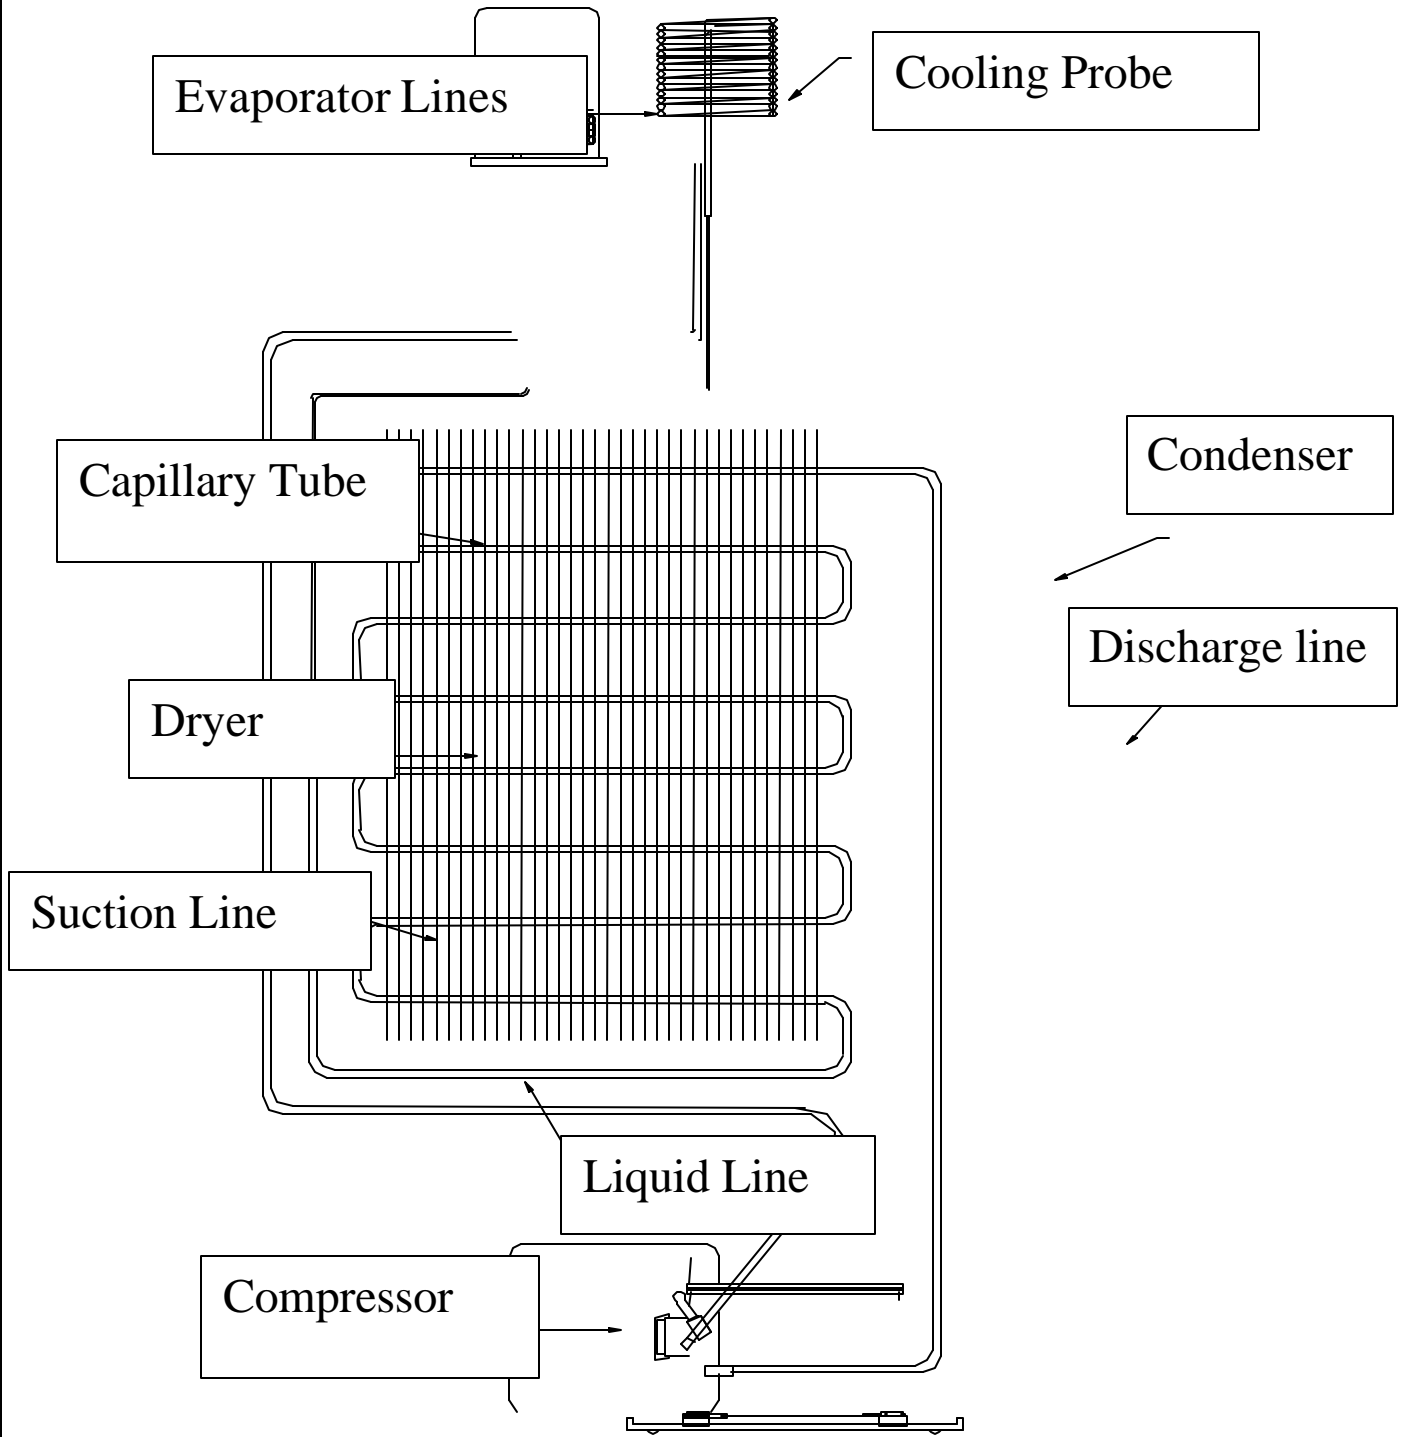 Evaporator Lines
Cooling Probe
Capillary Tube
Condenser
Discharge line
Dryer
Suction Line
Liquid Line
Compressor